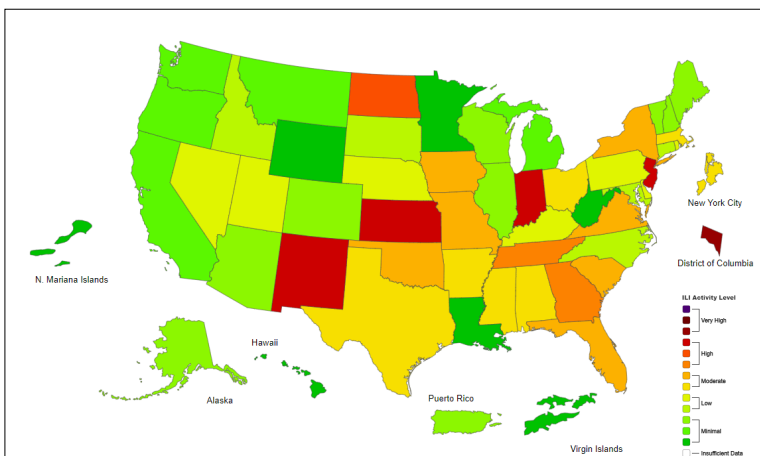 New York City
District of Columbia
N. Mariana Islands
ILI Activity Level
Very High
High
Moderate
Low
Minimal
Insufficient Data
Hawaii
Alaska
Puerto Rico
Virgin Islands